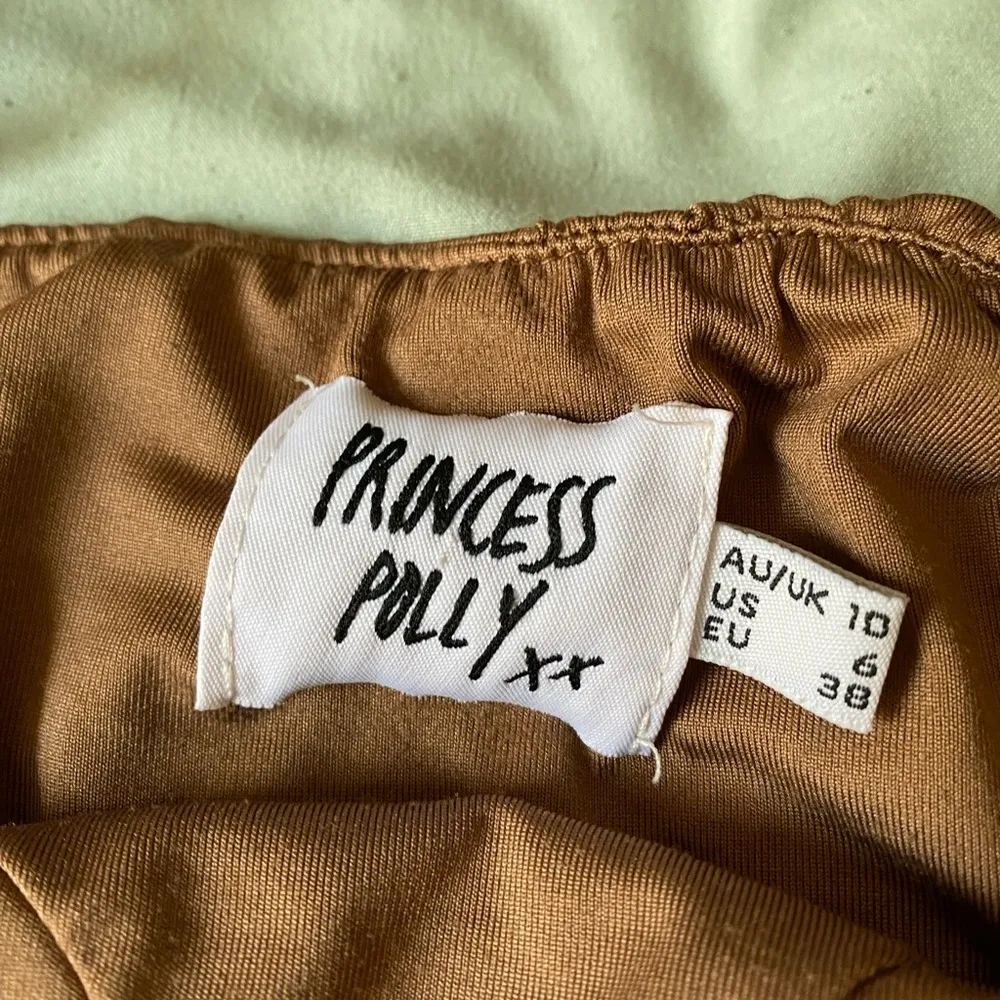 PRINCESS
POLLY xx
AU/UK 10
US 6
EU 38